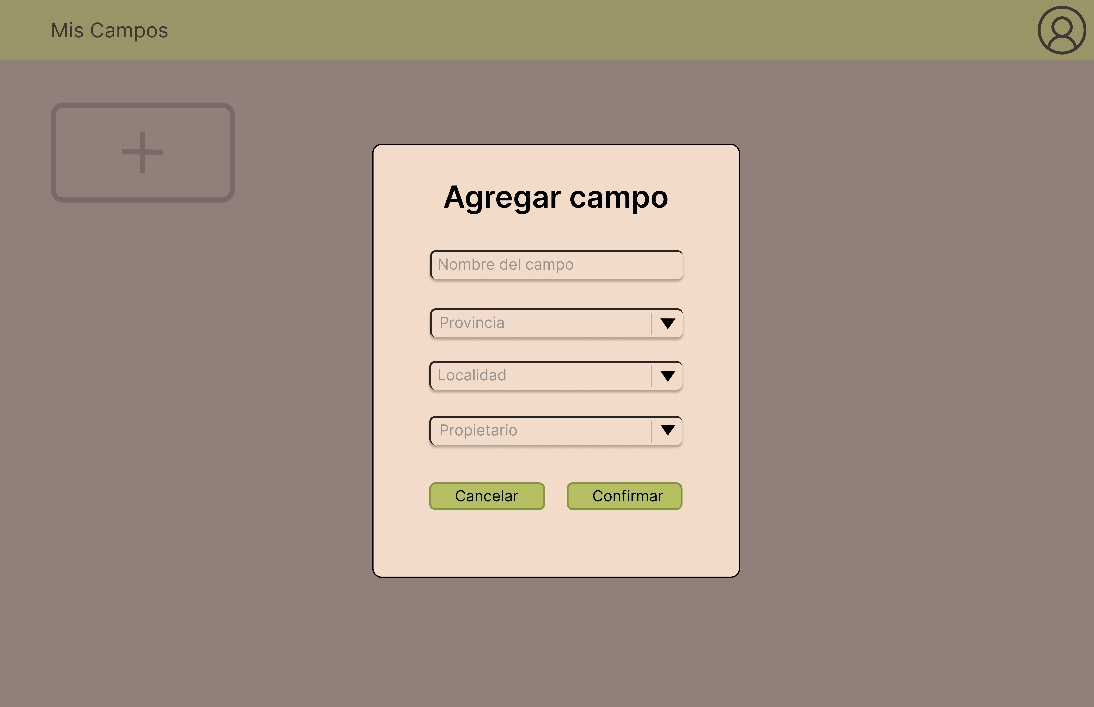 Mis Campos
Agregar campo
Nombre del campo
Provincia
Localidad
Propietario
Cancelar
Confirmar